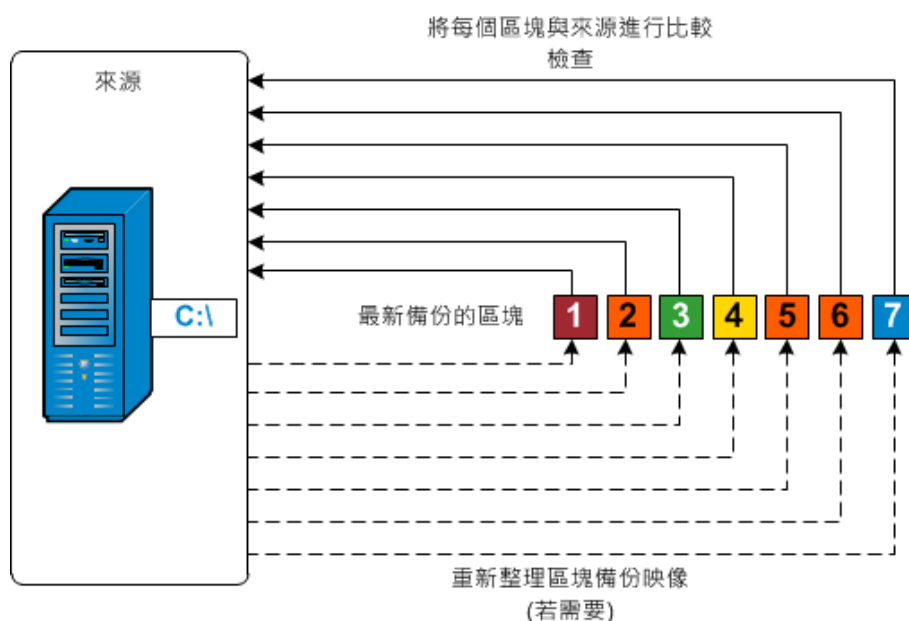 將每個區塊與來源進行比較
檢查
來源
C:\
最新備份的區塊
1 2 3 4 5 6 7
重新整理區塊備份映像
(若需要)